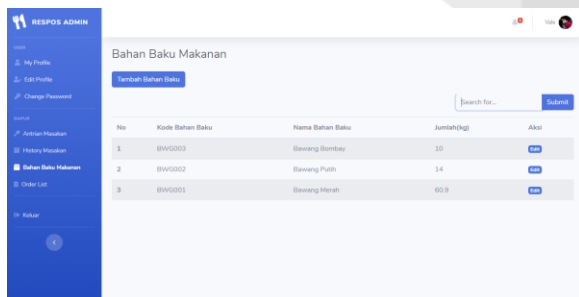 RESPOS ADMIN
USER
My Profile
Edit Profile
Change Password
DAPUR
Antrian Masakan
History Masakan
Bahan Baku Makanan
Order List
Keluar
Bahan Baku Makanan
Tambah Bahan Baku
Search for...
Submit
No Kode Bahan Baku Nama Bahan Baku Jumlah(kg) Aksi
1 BWG003 Bawang Bombay 10 Edit
2 BWG002 Bawang Putih 14 Edit
3 BWG001 Bawang Merah 60.9 Edit